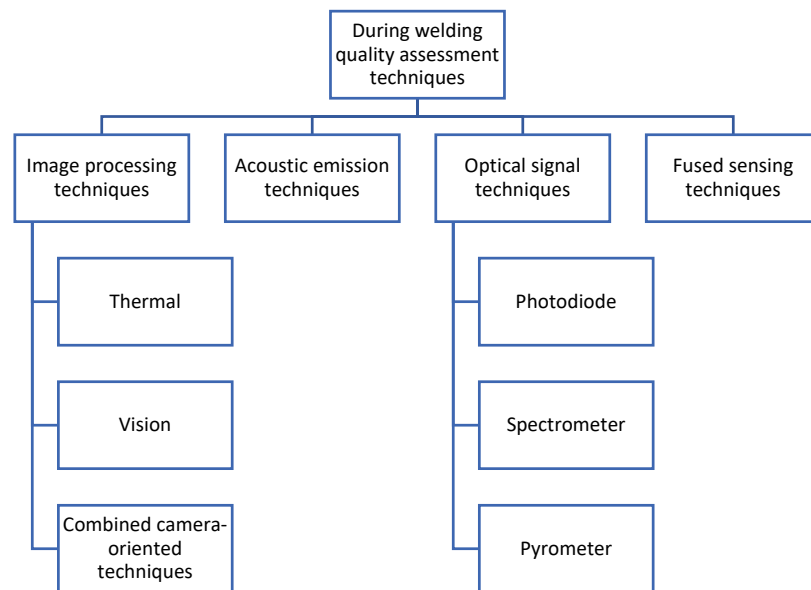 During welding
quality assessment
techniques
Image processing
techniques
Acoustic emission
techniques
Optical signal
techniques
Fused sensing
techniques
Thermal
Vision
Combined camera-
oriented
techniques
Photodiode
Spectrometer
Pyrometer